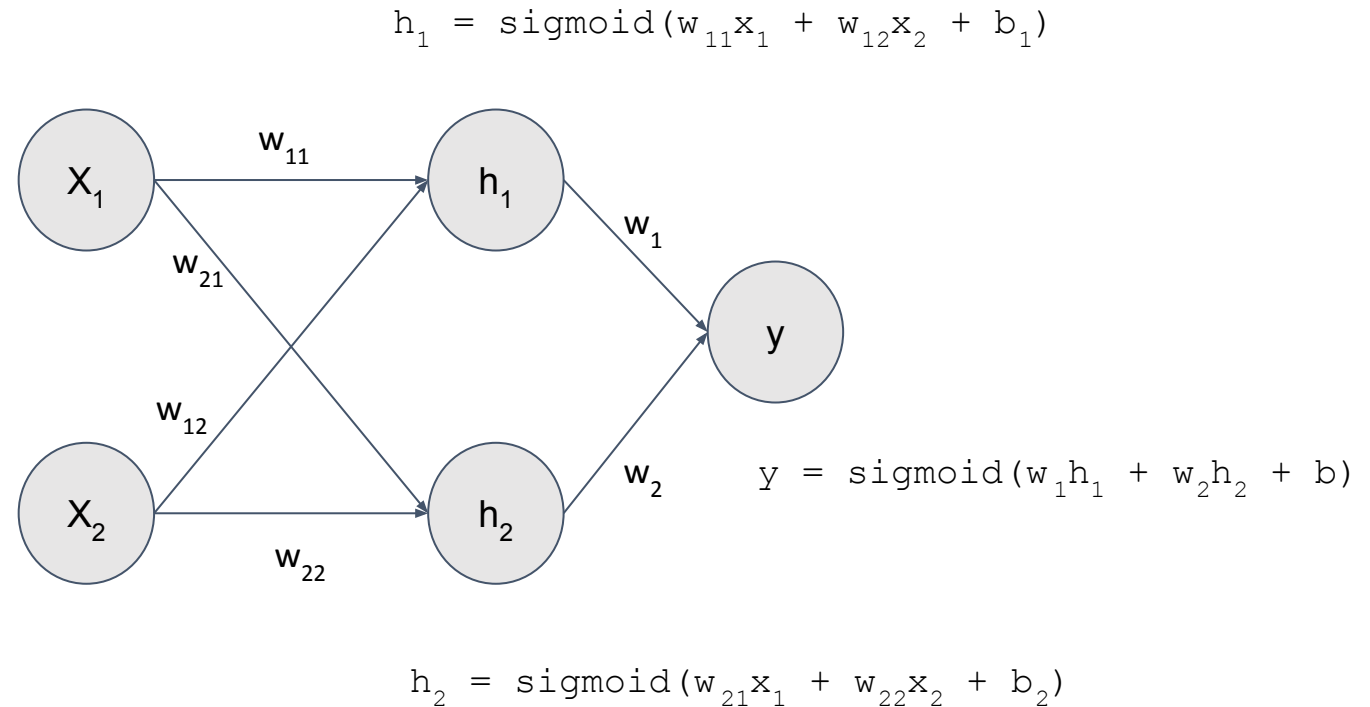 h₁ = sigmoid(w₁₁x₁ + w₁₂x₂ + b₁)
w₁₁
X₁
h₁
w₁
w₂₁
y
w₁₂
w₂
y = sigmoid(w₁h₁ + w₂h₂ + b)
X₂
h₂
w₂₂
h₂ = sigmoid(w₂₁x₁ + w₂₂x₂ + b₂)